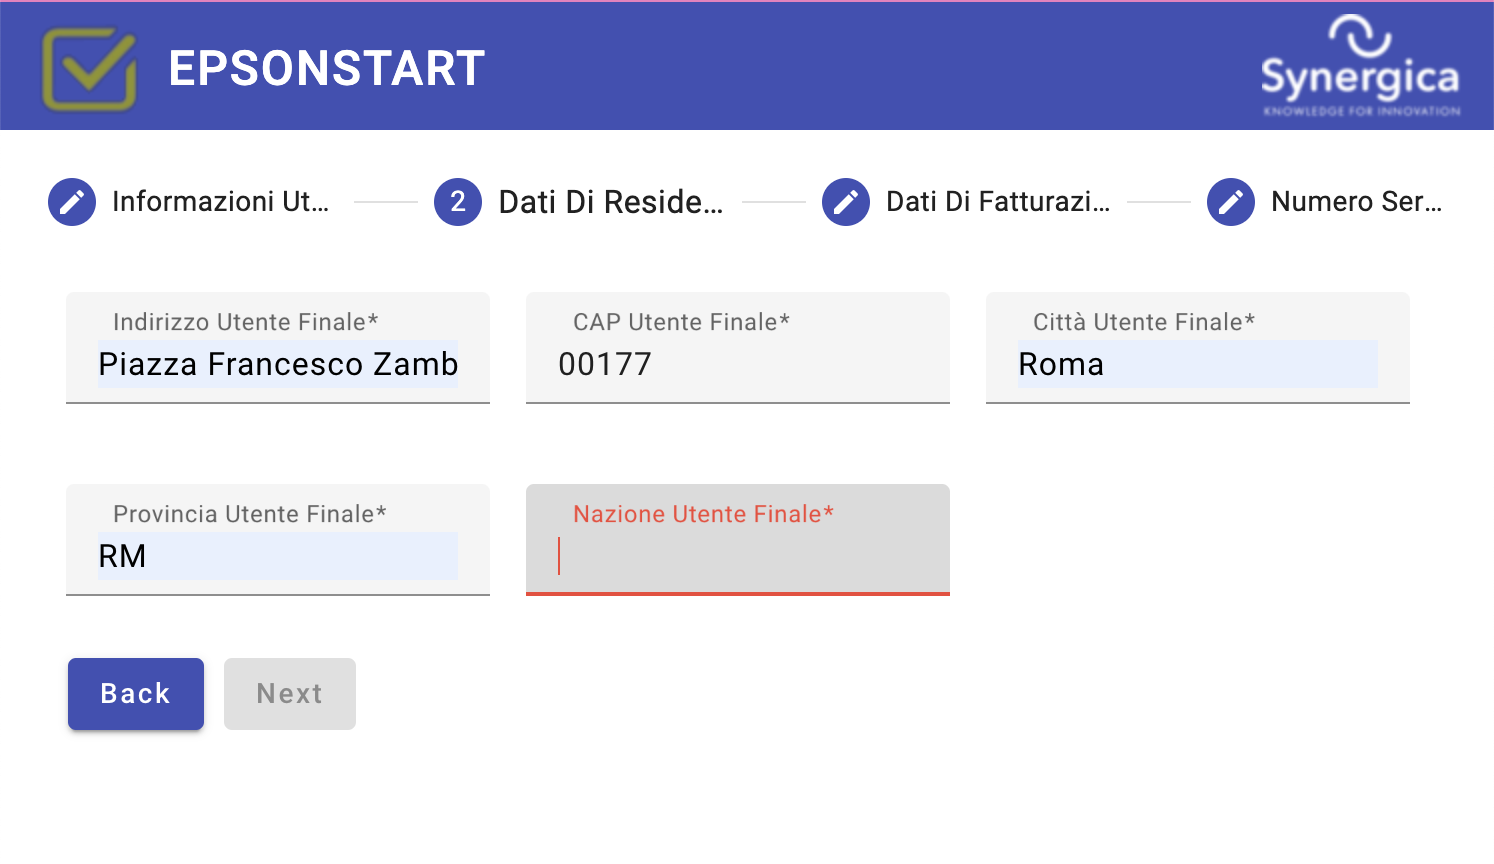 EPSONSTART
Synergica
KNOWLEDGE FOR INNOVATION
Informazioni Ut...
2 Dati Di Reside...
Dati Di Fatturazi...
Numero Ser...
Indirizzo Utente Finale*
Piazza Francesco Zamb
CAP Utente Finale*
00177
Città Utente Finale*
Roma
Provincia Utente Finale*
RM
Nazione Utente Finale*
Back
Next